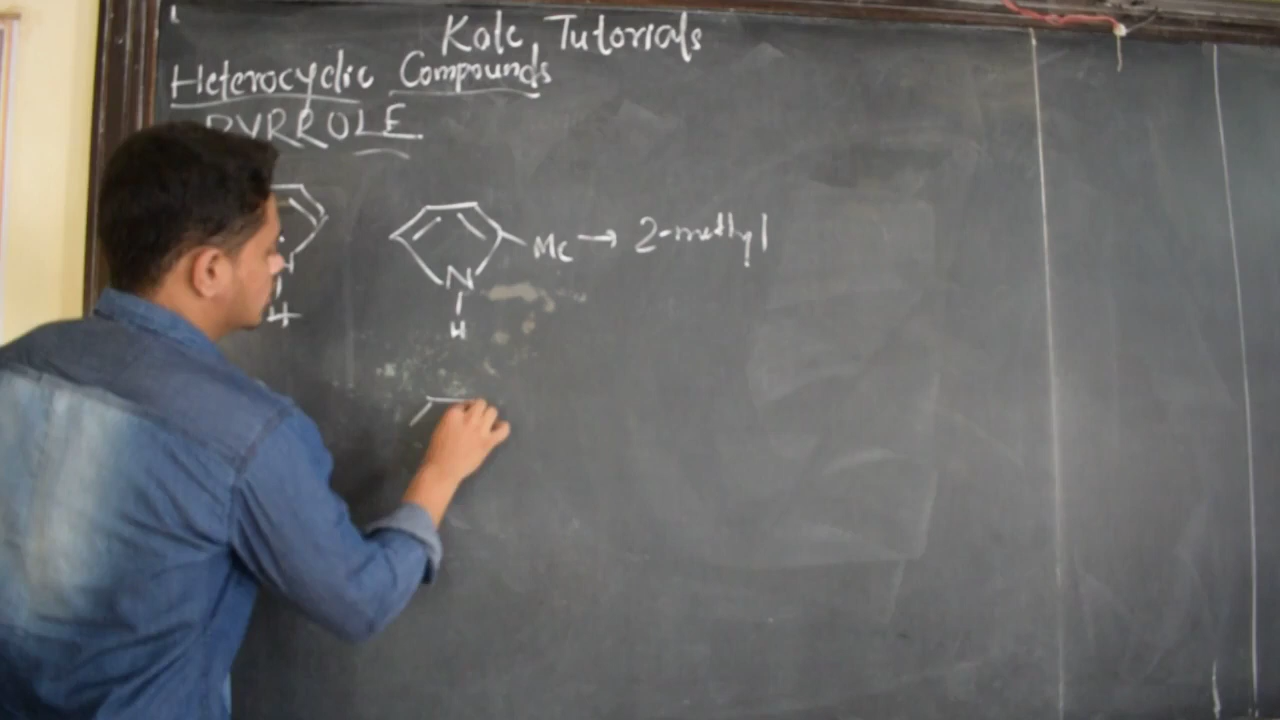 Kole Tutorials
Heterocyclic Compounds
PYRROLE
Me → 2-methyl
N
H
H